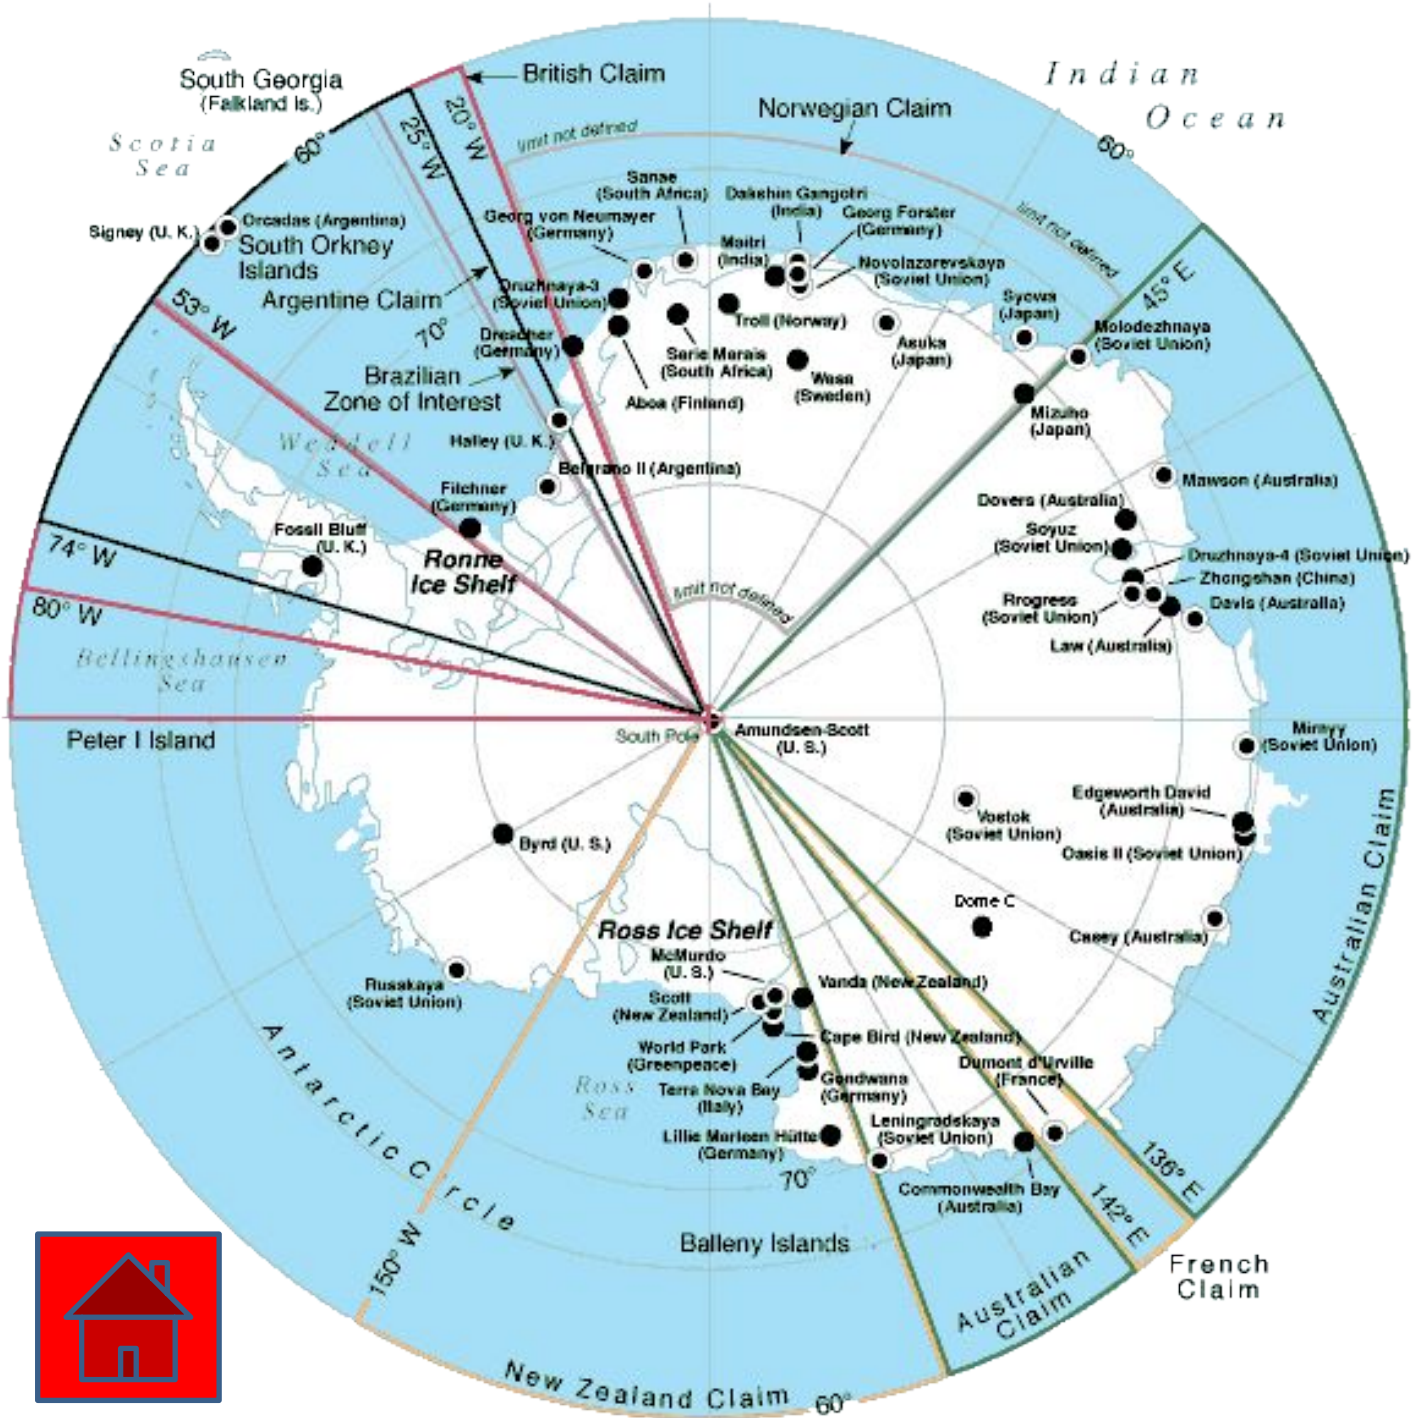 South Georgia
(Falkland Is.)
British Claim
Indian
Ocean
Norwegian Claim
Scotia
Sea
60°
25° W
20° W
limit not defined
60°
Sanae
(South Africa)
Dakshin Gangotri
(India)
Georg Forster
(Germany)
limit not defined
Georg von Neumayer
(Germany)
Orcadas (Argentina)
Signey (U. K.)
South Orkney
Islands
Maitri
(India)
Novolazarevskaya
(Soviet Union)
45° E
Argentine Claim
Druzhnaya-3
(Soviet Union)
Syowa
(Japan)
53° W
70°
Troll (Norway)
Molodezhnaya
(Soviet Union)
Drescher
(Germany)
Asuka
(Japan)
Sarie Marais
(South Africa)
Wasa
(Sweden)
Brazilian
Zone of Interest
Aboa (Finland)
Mizuho
(Japan)
Weddell
Sea
Halley (U. K.)
Belgrano II (Argentina)
Mawson (Australia)
Filchner
(Germany)
Dovers (Australia)
Fossil Bluff
(U. K.)
Soyuz
(Soviet Union)
74° W
Ronne
Ice Shelf
Druzhnaya-4 (Soviet Union)
Zhongshan (China)
80° W
limit not defined
Rrogress
(Soviet Union)
Davis (Australia)
Law (Australia)
Bellingshausen
Sea
Peter I Island
South Pole
Amundsen-Scott
(U. S.)
Mirnyy
(Soviet Union)
Edgeworth David
(Australia)
Vostok
(Soviet Union)
Byrd (U. S.)
Oasis II (Soviet Union)
Australian Claim
Dome C
Ross Ice Shelf
Casey (Australia)
McMurdo
(U. S.)
Vanda (New Zealand)
Russkaya
(Soviet Union)
Scott
(New Zealand)
Cape Bird (New Zealand)
World Park
(Greenpeace)
Dumont d'Urville
(France)
Antarctic Circle
Ross
Sea
Terra Nova Bay
(Italy)
Gondwana
(Germany)
Leningradskaya
(Soviet Union)
Lillie Marleen Hütte
(Germany)
136° E
70°
Commonwealth Bay
(Australia)
142° E
150° W
Balleny Islands
French
Claim
Australian
Claim
New Zealand Claim
60°